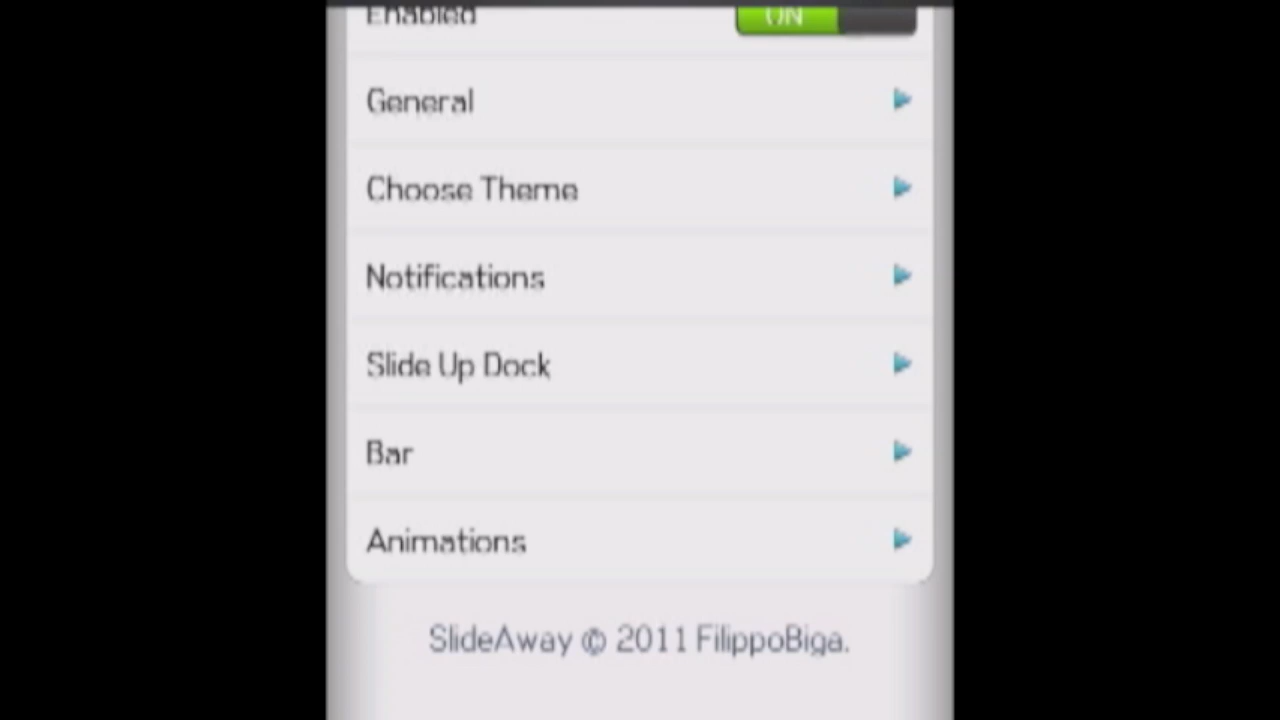 Enabled
ON
General
Choose Theme
Notifications
Slide Up Dock
Bar
Animations
SlideAway © 2011 FilippoBiga.